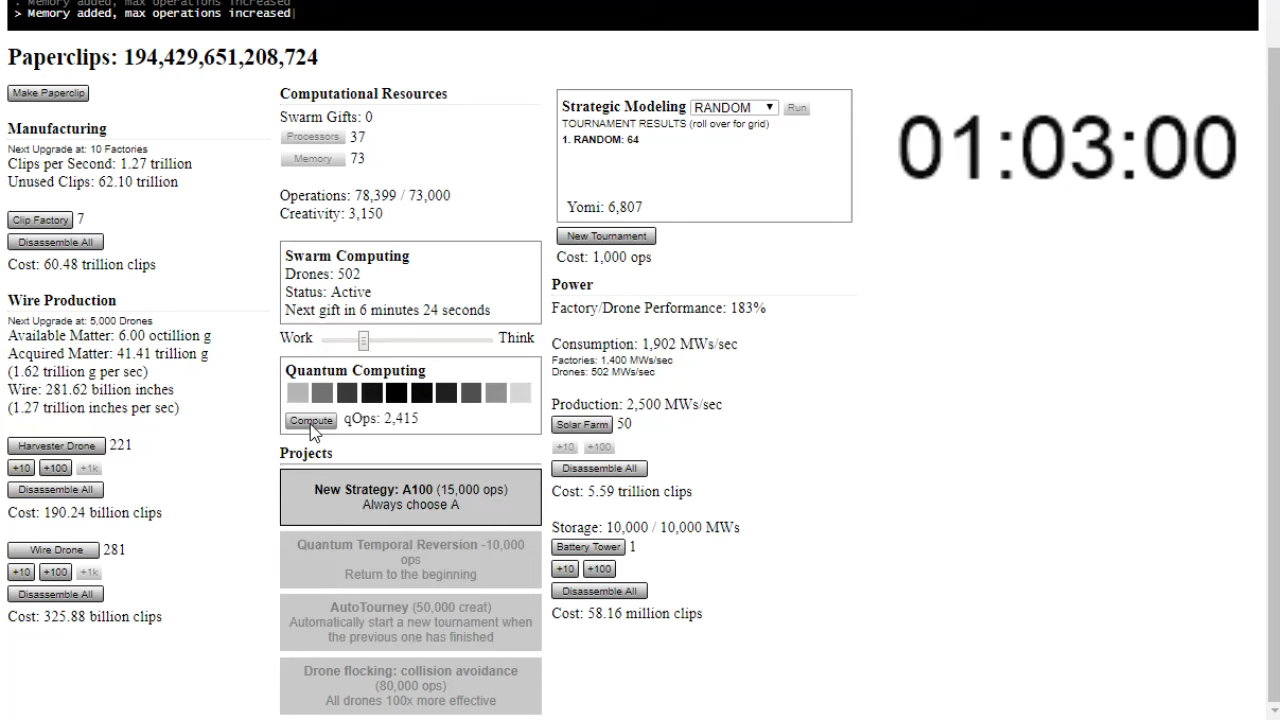 . Memory added, max operations increased
> Memory added, max operations increased
Paperclips: 194,429,651,208,724
Make Paperclip
Manufacturing
Next Upgrade at: 10 Factories
Clips per Second: 1.27 trillion
Unused Clips: 62.10 trillion
Clip Factory 7
Disassemble All
Cost: 60.48 trillion clips
Wire Production
Next Upgrade at: 5,000 Drones
Available Matter: 6.00 octillion g
Acquired Matter: 41.41 trillion g
(1.62 trillion g per sec)
Wire: 281.62 billion inches
(1.27 trillion inches per sec)
Harvester Drone 221
+10 +100 +1k
Disassemble All
Cost: 190.24 billion clips
Wire Drone 281
+10 +100 +1k
Disassemble All
Cost: 325.88 billion clips
Computational Resources
Swarm Gifts: 0
Processors 37
Memory 73
Operations: 78,399 / 73,000
Creativity: 3,150
Swarm Computing
Drones: 502
Status: Active
Next gift in 6 minutes 24 seconds
Work Think
Quantum Computing
Compute qOps: 2,415
Projects
New Strategy: A100 (15,000 ops)
Always choose A
Quantum Temporal Reversion -10,000
ops
Return to the beginning
AutoTourney (50,000 creat)
Automatically start a new tournament when
the previous one has finished
Drone flocking: collision avoidance
(80,000 ops)
All drones 100x more effective
Strategic Modeling RANDOM Run
TOURNAMENT RESULTS (roll over for grid)
1. RANDOM: 64
Yomi: 6,807
New Tournament
Cost: 1,000 ops
Power
Factory/Drone Performance: 183%
Consumption: 1,902 MWs/sec
Factories: 1,400 MWs/sec
Drones: 502 MWs/sec
Production: 2,500 MWs/sec
Solar Farm 50
+10 +100
Disassemble All
Cost: 5.59 trillion clips
Storage: 10,000 / 10,000 MWs
Battery Tower 1
+10 +100
Disassemble All
Cost: 58.16 million clips
01:03:00